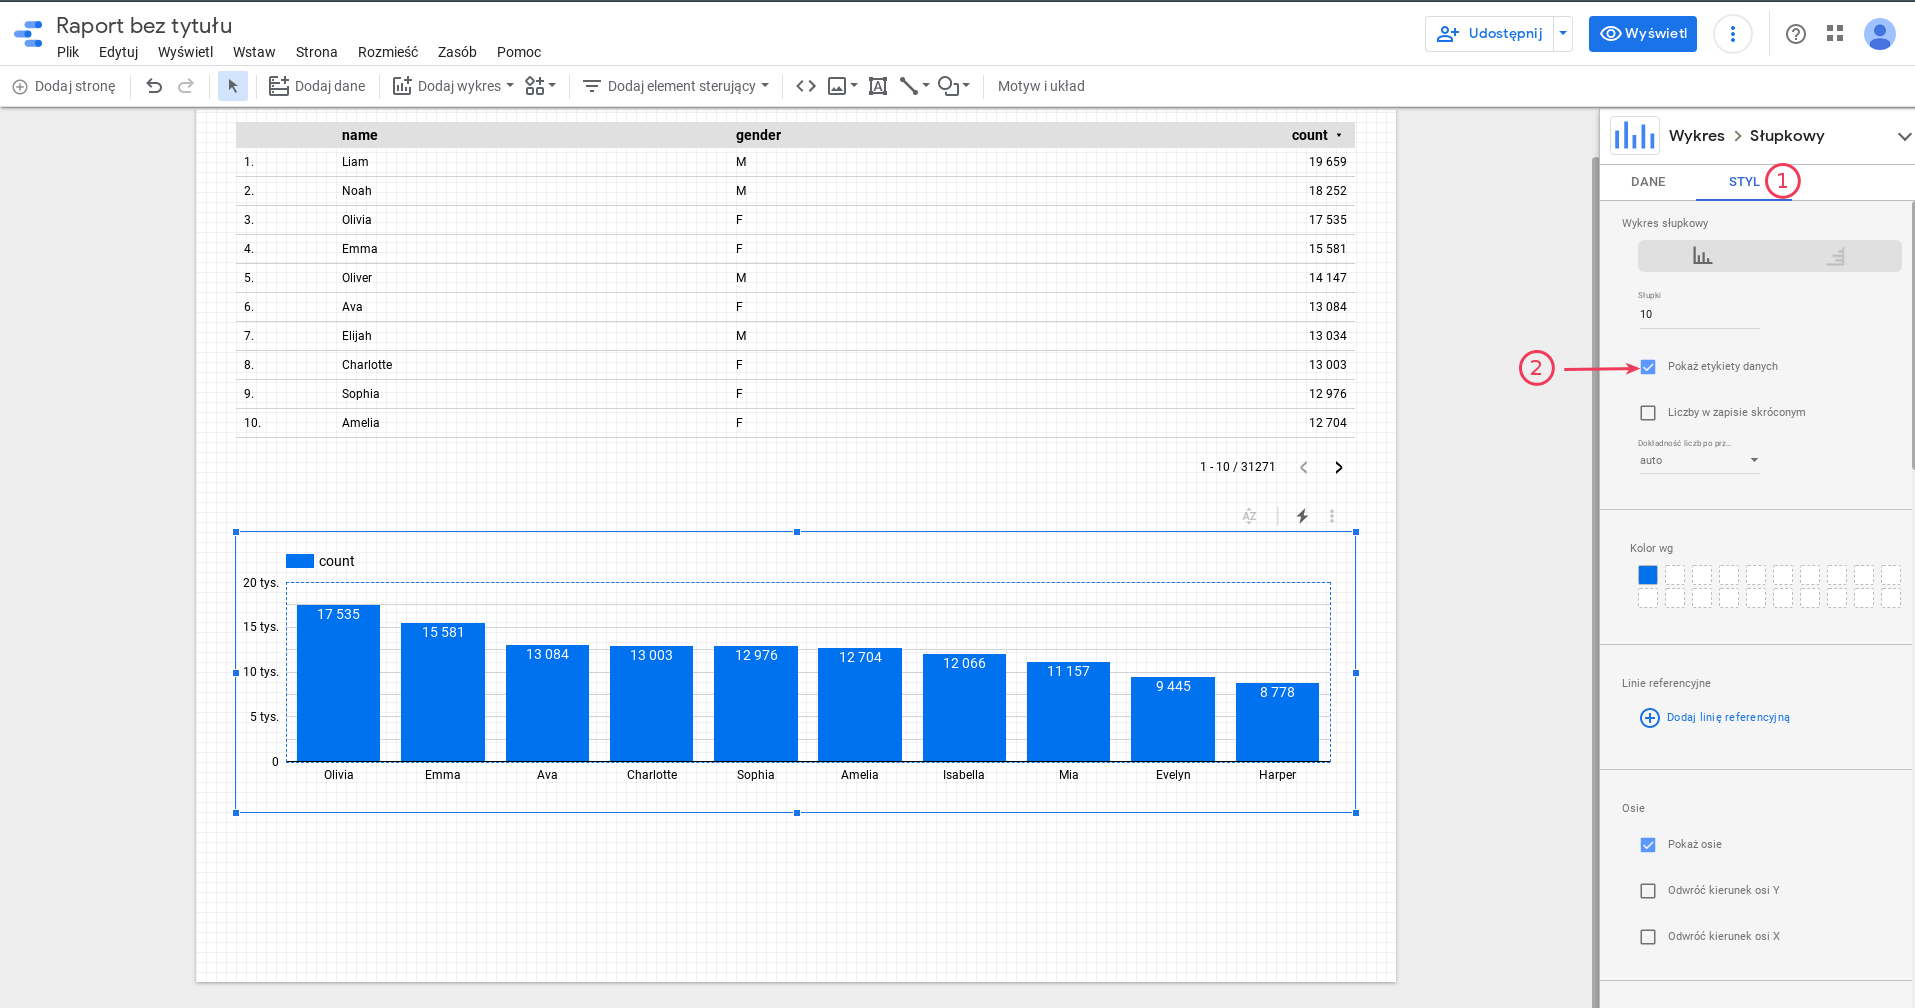 Raport bez tytułu
Plik Edytuj Wyświetl Wstaw Strona Rozmieść Zasób Pomoc
Udostępnij Wyświetl
Dodaj stronę Dodaj dane Dodaj wykres Dodaj element sterujący Motyw i układ
name gender count
1. Liam M 19 659
2. Noah M 18 252
3. Olivia F 17 535
4. Emma F 15 581
5. Oliver M 14 147
6. Ava F 13 084
7. Elijah M 13 034
8. Charlotte F 13 003
9. Sophia F 12 976
10. Amelia F 12 704
1 - 10 / 31271
AZ
count
20 tys.
15 tys.
10 tys.
5 tys.
0
17 535 15 581 13 084 13 003 12 976 12 704 12 066 11 157 9 445 8 778
Olivia Emma Ava Charlotte Sophia Amelia Isabella Mia Evelyn Harper
Wykres > Słupkowy
DANE STYL 1
Wykres słupkowy
Słupki
10
2 Pokaż etykiety danych
Liczby w zapisie skróconym
Dokładność liczb po prz...
auto
Kolor wg
Linie referencyjne
Dodaj linię referencyjną
Osie
Pokaż osie
Odwróć kierunek osi Y
Odwróć kierunek osi X